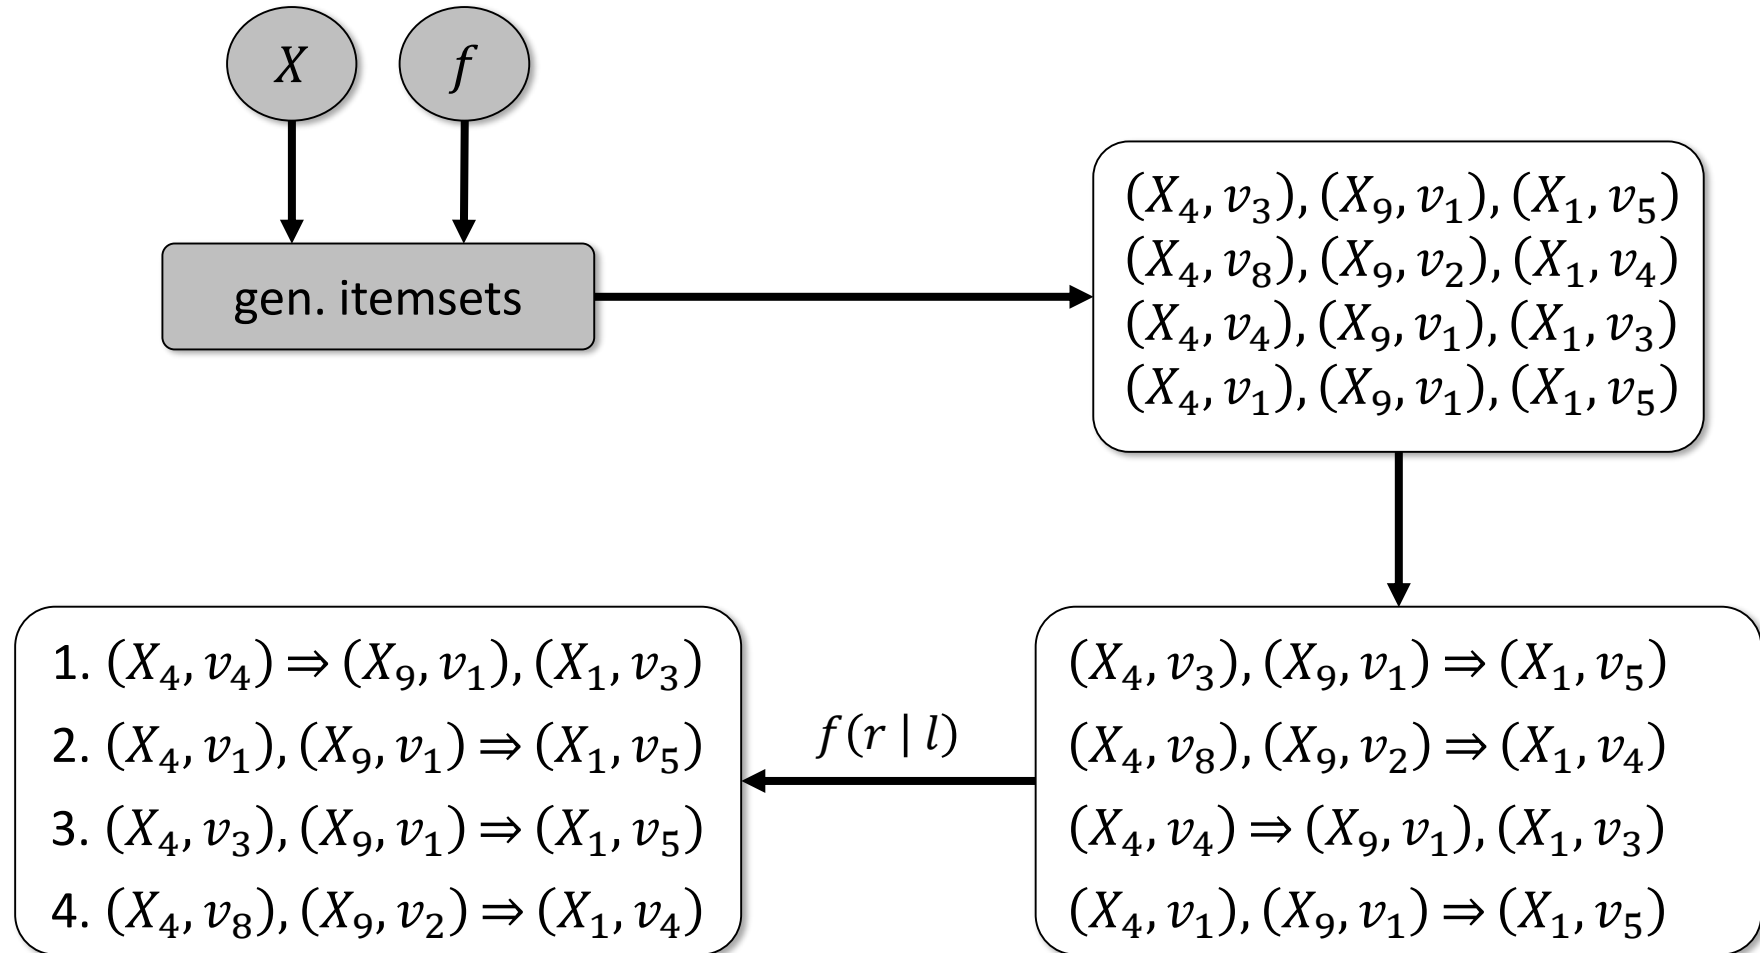 X
f
gen. itemsets
(X₄, v₃), (X₉, v₁), (X₁, v₅)
(X₄, v₈), (X₉, v₂), (X₁, v₄)
(X₄, v₄), (X₉, v₁), (X₁, v₃)
(X₄, v₁), (X₉, v₁), (X₁, v₅)
(X₄, v₃), (X₉, v₁) ⇒ (X₁, v₅)
(X₄, v₈), (X₉, v₂) ⇒ (X₁, v₄)
(X₄, v₄) ⇒ (X₉, v₁), (X₁, v₃)
(X₄, v₁), (X₉, v₁) ⇒ (X₁, v₅)
f(r | l)
1. (X₄, v₄) ⇒ (X₉, v₁), (X₁, v₃)
2. (X₄, v₁), (X₉, v₁) ⇒ (X₁, v₅)
3. (X₄, v₃), (X₉, v₁) ⇒ (X₁, v₅)
4. (X₄, v₈), (X₉, v₂) ⇒ (X₁, v₄)